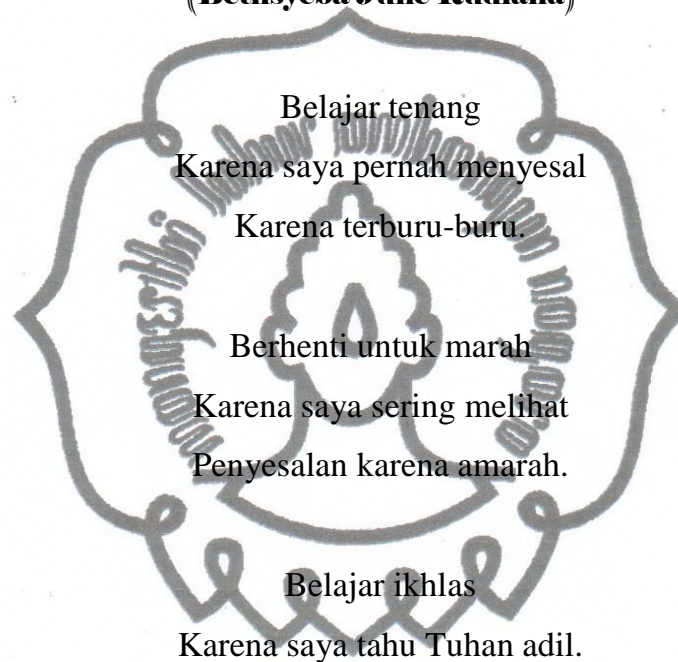 Belajar tenang
Karena saya pernah menyesal
Karena terburu-buru.
Berhenti untuk marah
Karena saya sering melihat
Penyesalan karena amarah.
Belajar ikhlas
Karena saya tahu Tuhan adil.